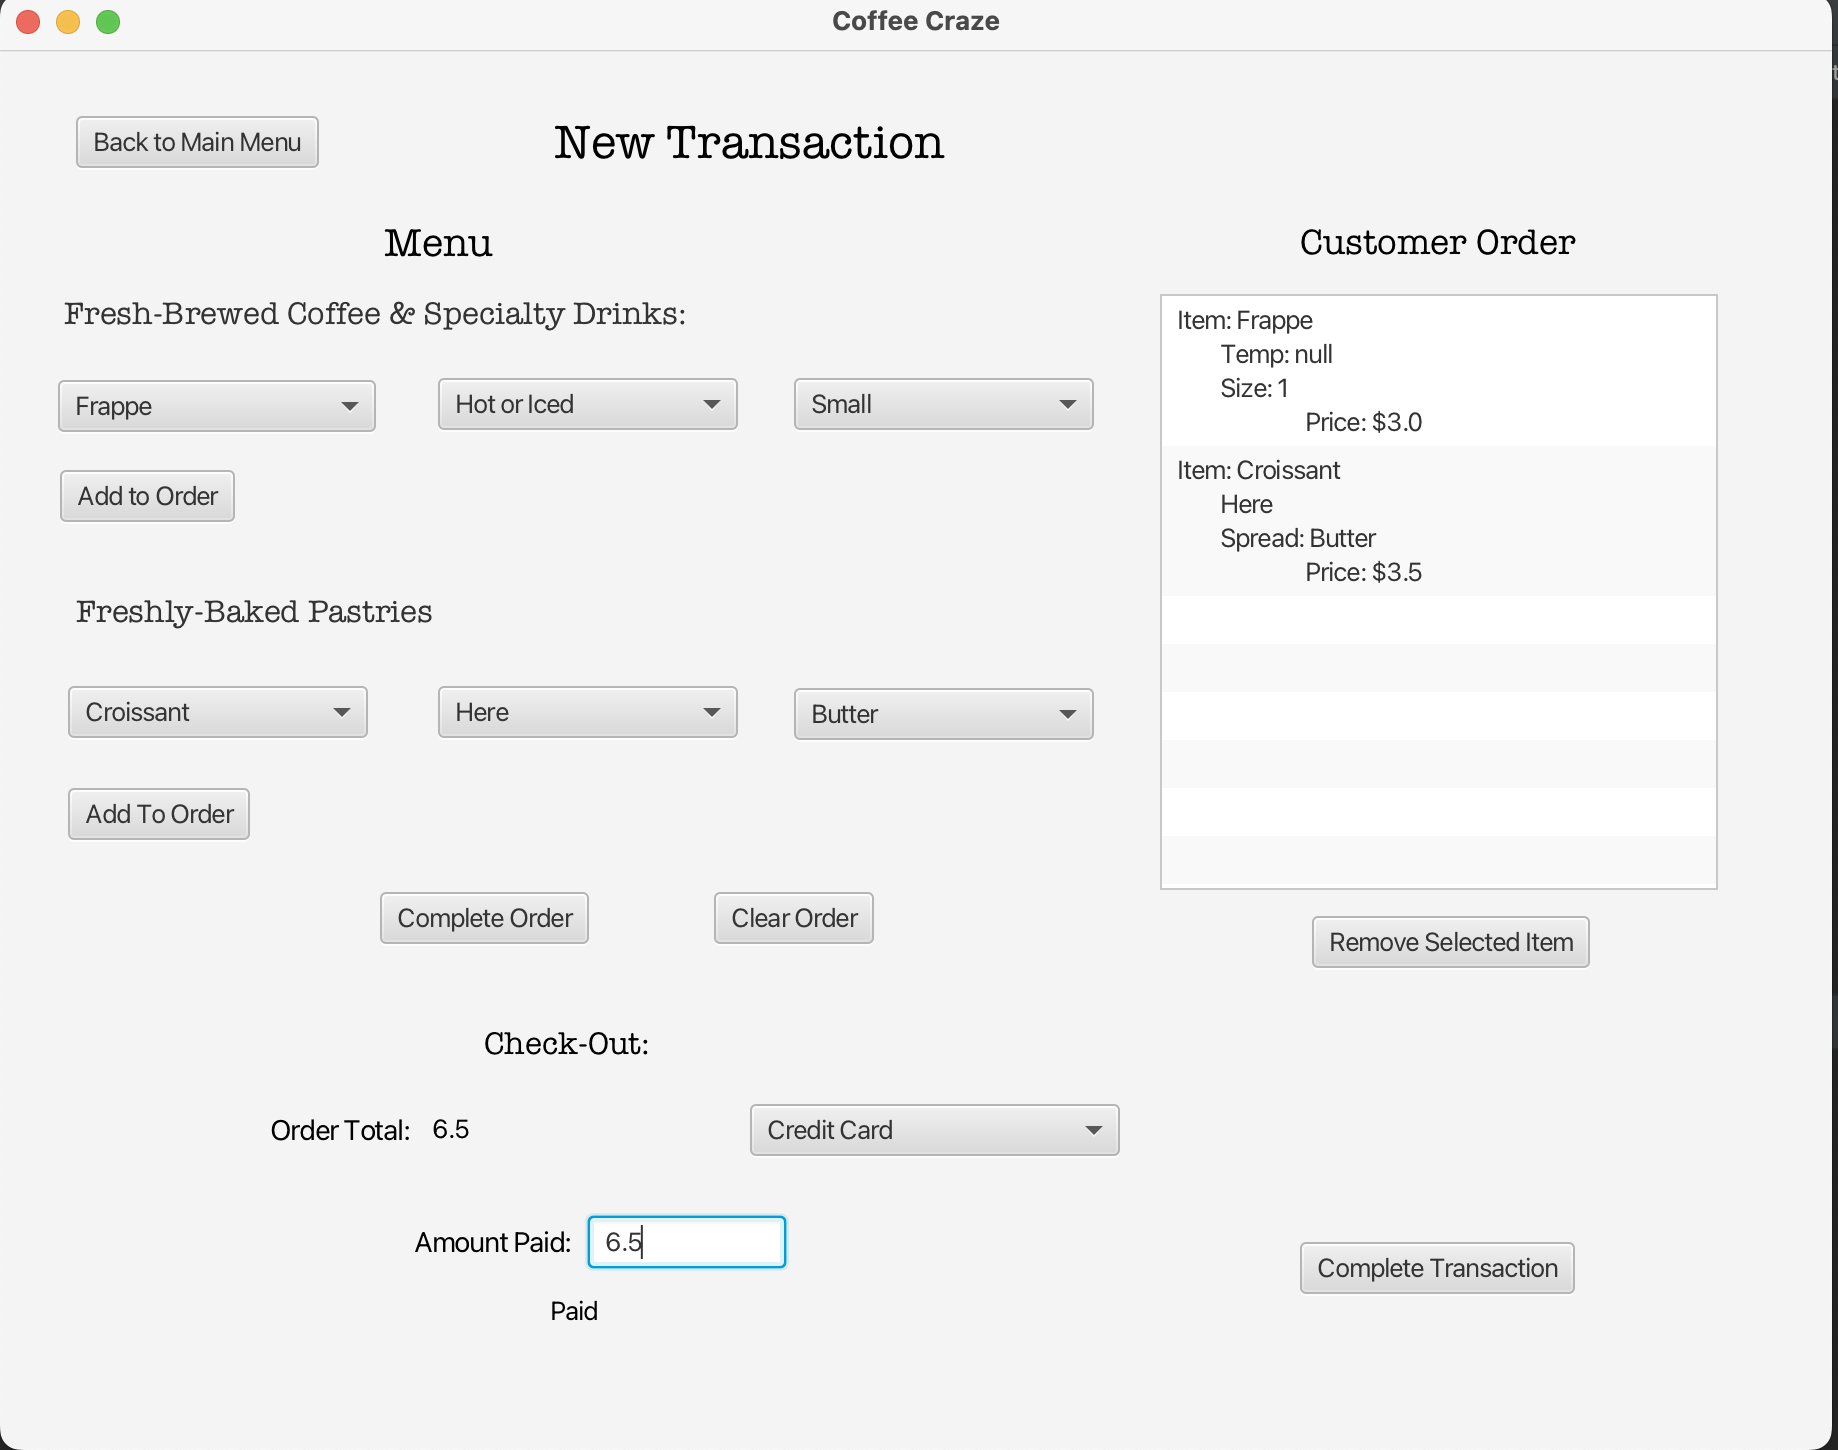 Coffee Craze
Back to Main Menu
New Transaction
Menu
Fresh-Brewed Coffee & Specialty Drinks:
Frappe
Hot or Iced
Small
Add to Order
Freshly-Baked Pastries
Croissant
Here
Butter
Add To Order
Complete Order
Clear Order
Customer Order
Item: Frappe
Temp: null
Size: 1
Price: $3.0
Item: Croissant
Here
Spread: Butter
Price: $3.5
Remove Selected Item
Check-Out:
Order Total: 6.5
Credit Card
Amount Paid: 6.5
Paid
Complete Transaction